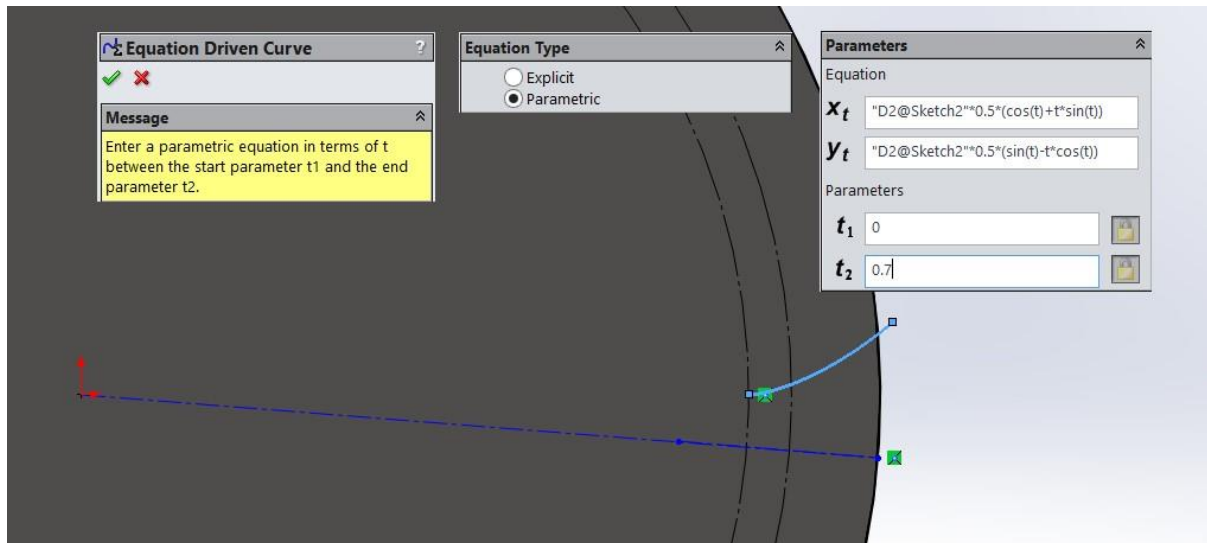 Equation Driven Curve ?
Message
Enter a parametric equation in terms of t
between the start parameter t1 and the end
parameter t2.
Equation Type
Explicit
Parametric
Parameters
Equation
Xt "D2@Sketch2"*0.5*(cos(t)+t*sin(t))
yt "D2@Sketch2"*0.5*(sin(t)-t*cos(t))
Parameters
t1 0
t2 0.7